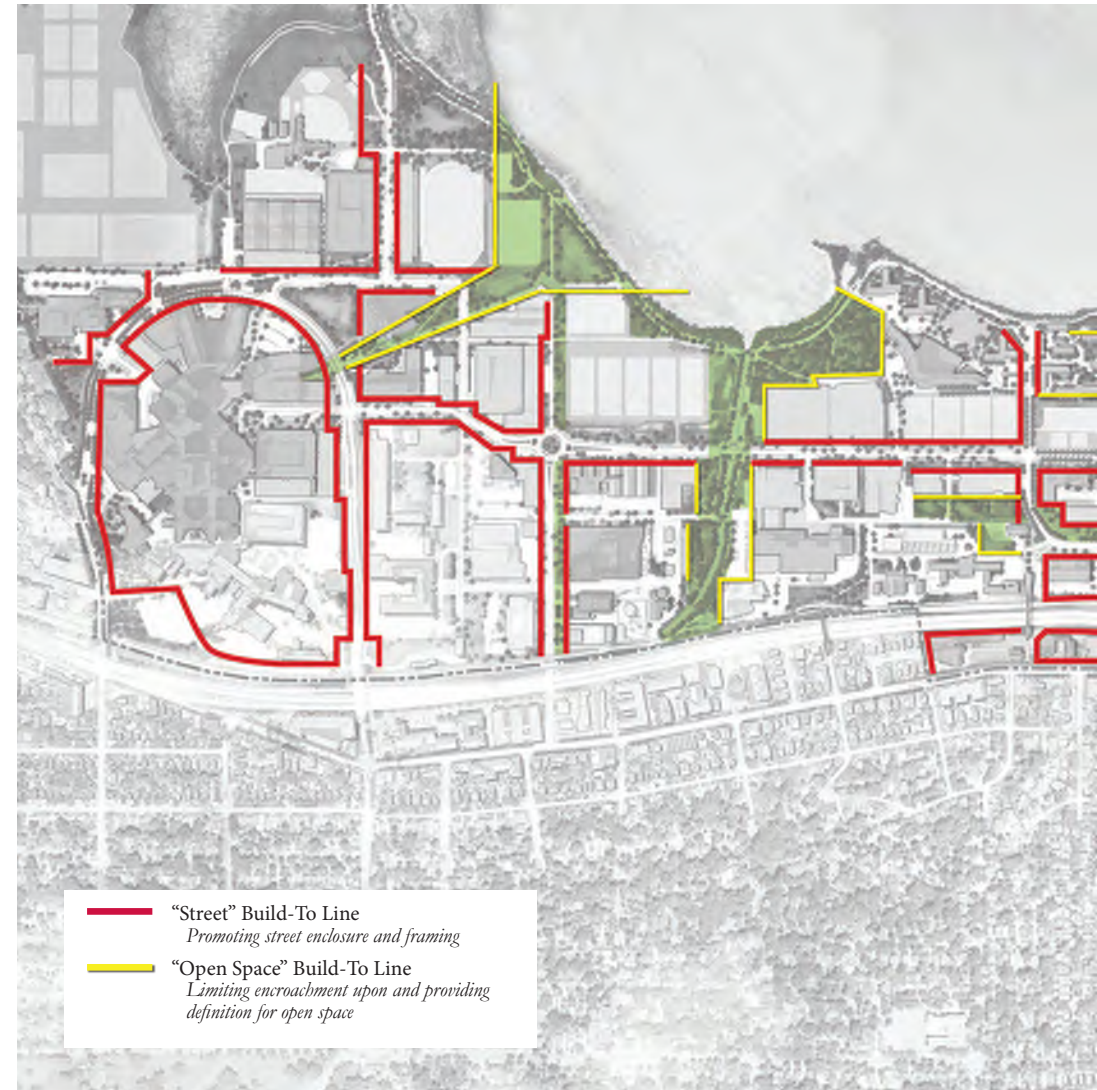 “Street” Build-To Line
Promoting street enclosure and framing
“Open Space” Build-To Line
Limiting encroachment upon and providing
definition for open space